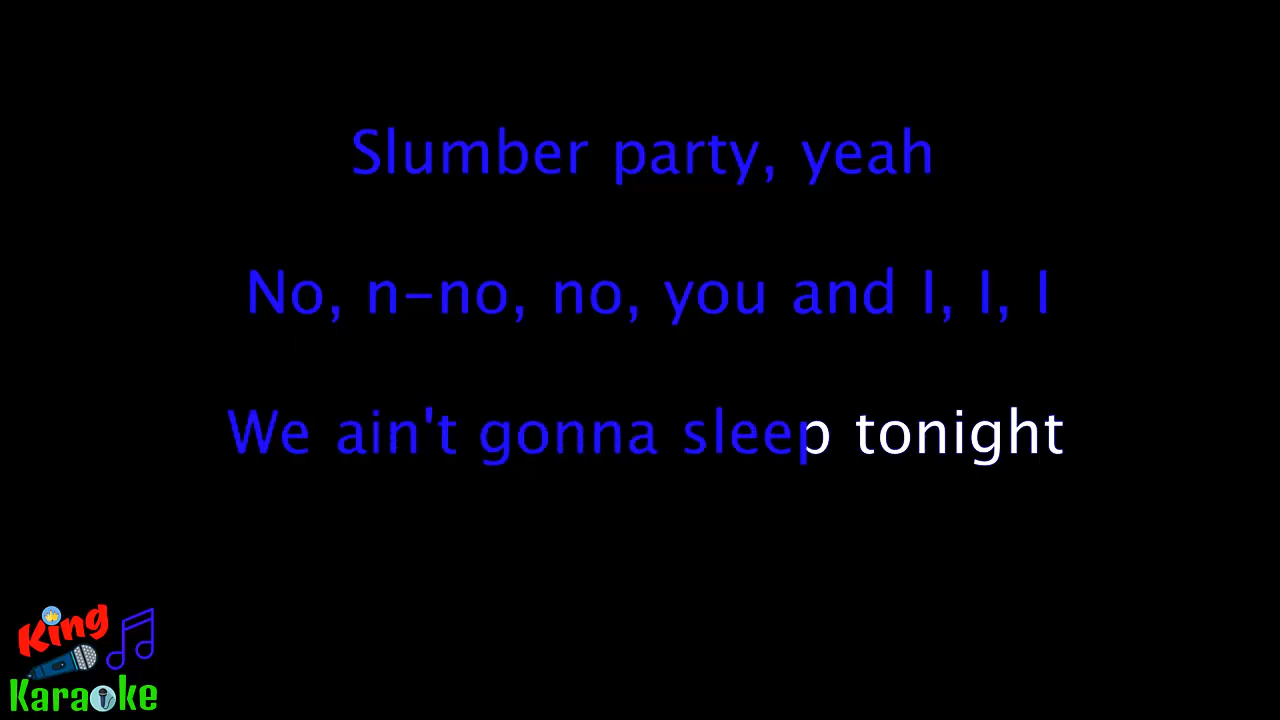 Slumber party, yeah
No, n-no, no, you and I, I, I
We ain't gonna sleep tonight
King
Karaoke